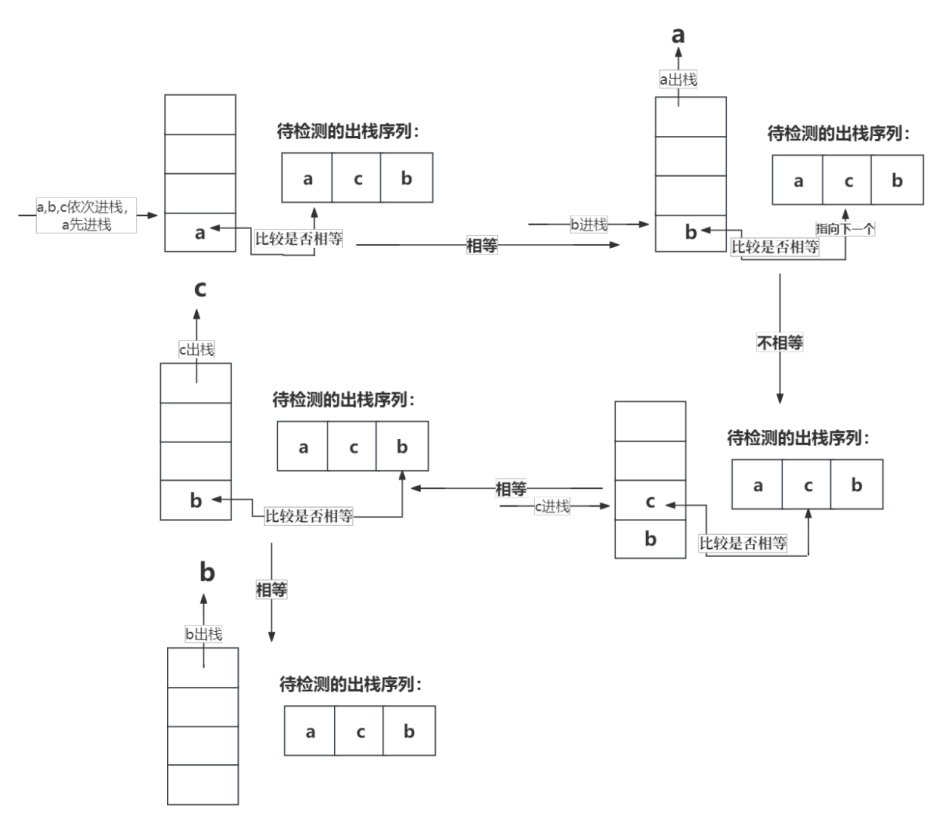 待检测的出栈序列：
a c b
a,b,c依次进栈，
a先进栈
a
比较是否相等
相等
a
a出栈
待检测的出栈序列：
a c b
b进栈
b
指向下一个
比较是否相等
不相等
待检测的出栈序列：
a c b
c进栈
c
b
比较是否相等
相等
c
c出栈
待检测的出栈序列：
a c b
b
比较是否相等
相等
b
b出栈
待检测的出栈序列：
a c b